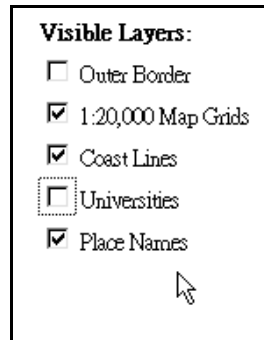 Visible Layers:
Outer Border
1:20,000 Map Grids
Coast Lines
Universities
Place Names